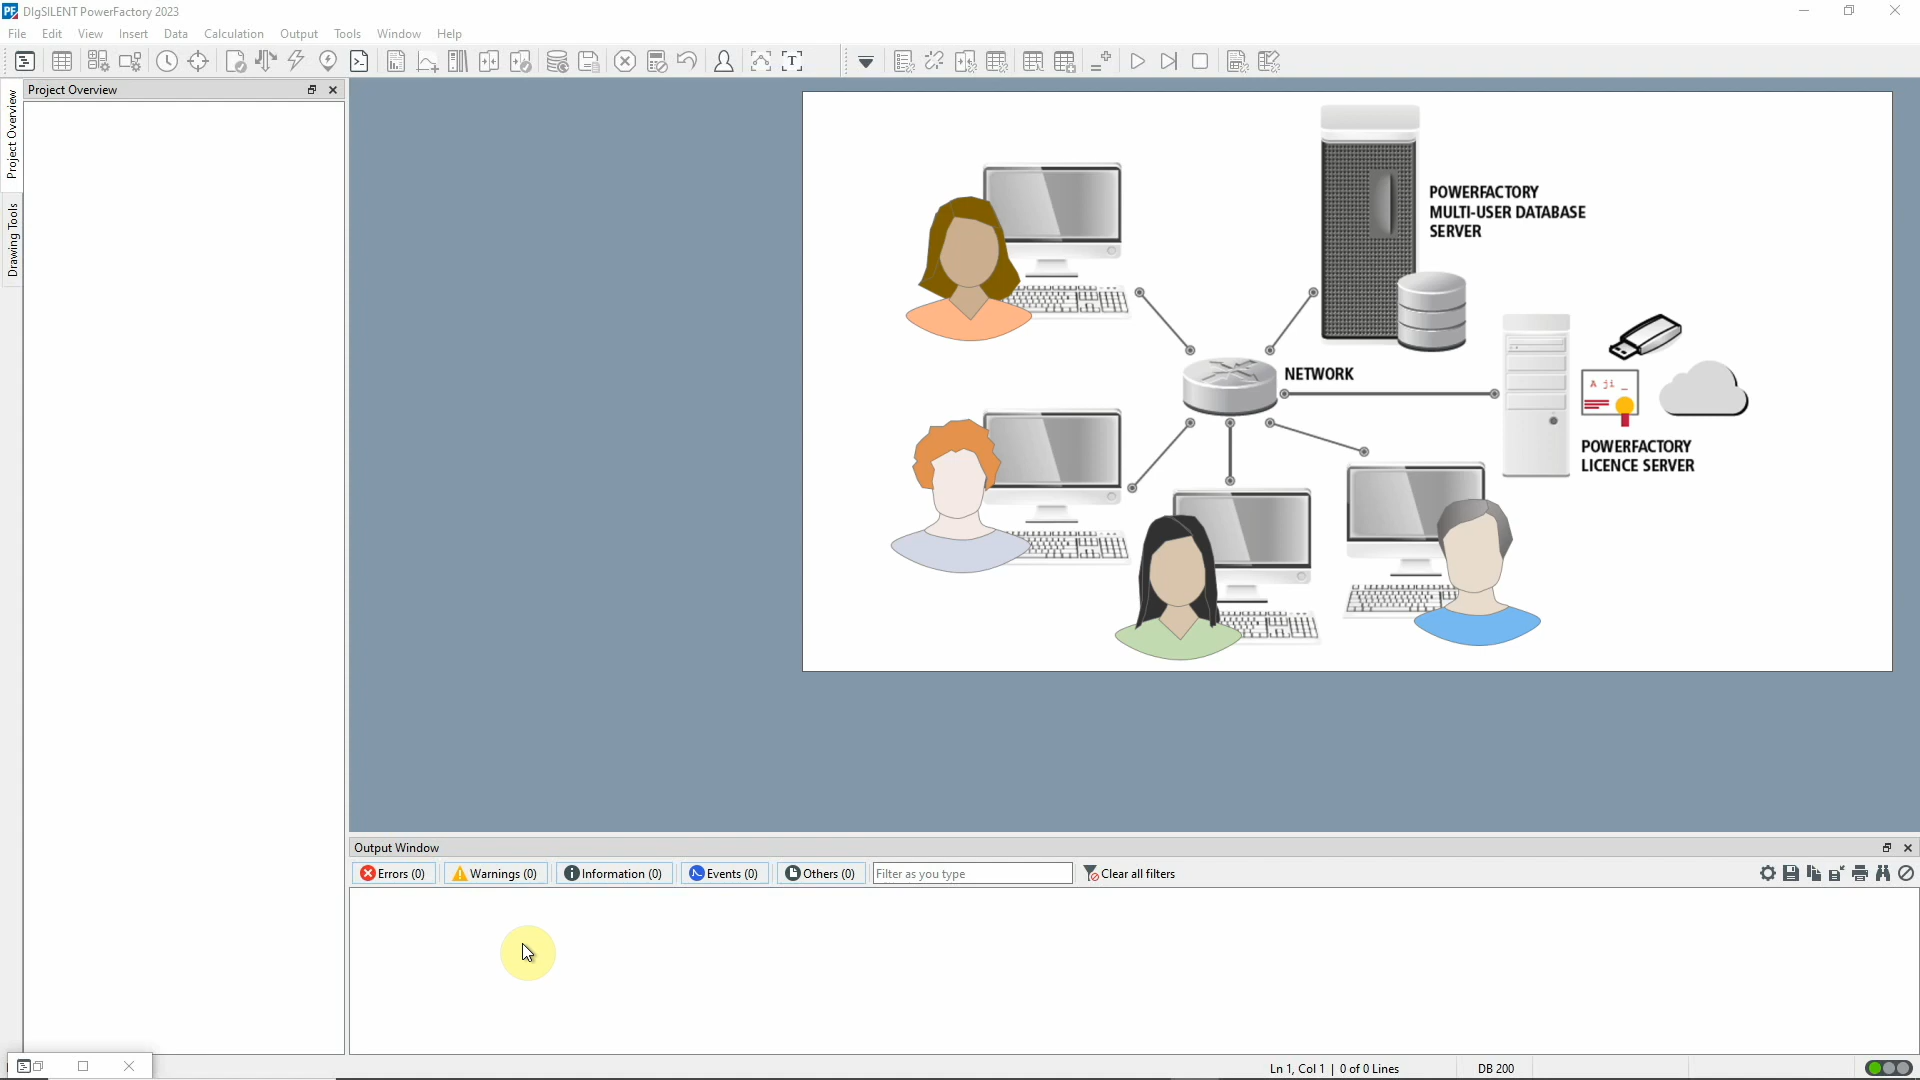 DIgSILENT PowerFactory 2023
File Edit View Insert Data Calculation Output Tools Window Help
Project Overview
Project Overview
Drawing Tools
POWERFACTORY
MULTI-USER DATABASE
SERVER
NETWORK
A ji _
POWERFACTORY
LICENCE SERVER
Output Window
Errors (0) Warnings (0) Information (0) Events (0) Others (0) Filter as you type Clear all filters
Ln 1, Col 1 | 0 of 0 Lines DB 200